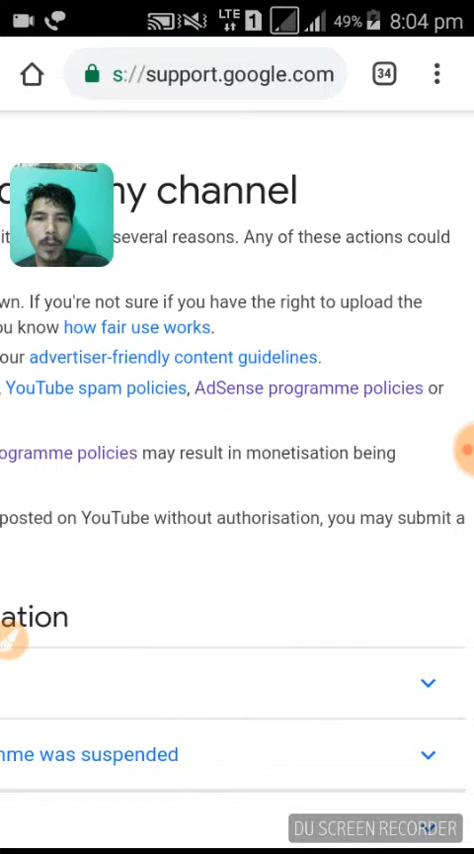 LTE 1 49% 8:04 pm
s://support.google.com 34
ny channel
it several reasons. Any of these actions could
wn. If you're not sure if you have the right to upload the
ou know how fair use works.
our advertiser-friendly content guidelines.
, YouTube spam policies, AdSense programme policies or
ogramme policies may result in monetisation being
posted on YouTube without authorisation, you may submit a
ation
nme was suspended
DU SCREEN RECORDER